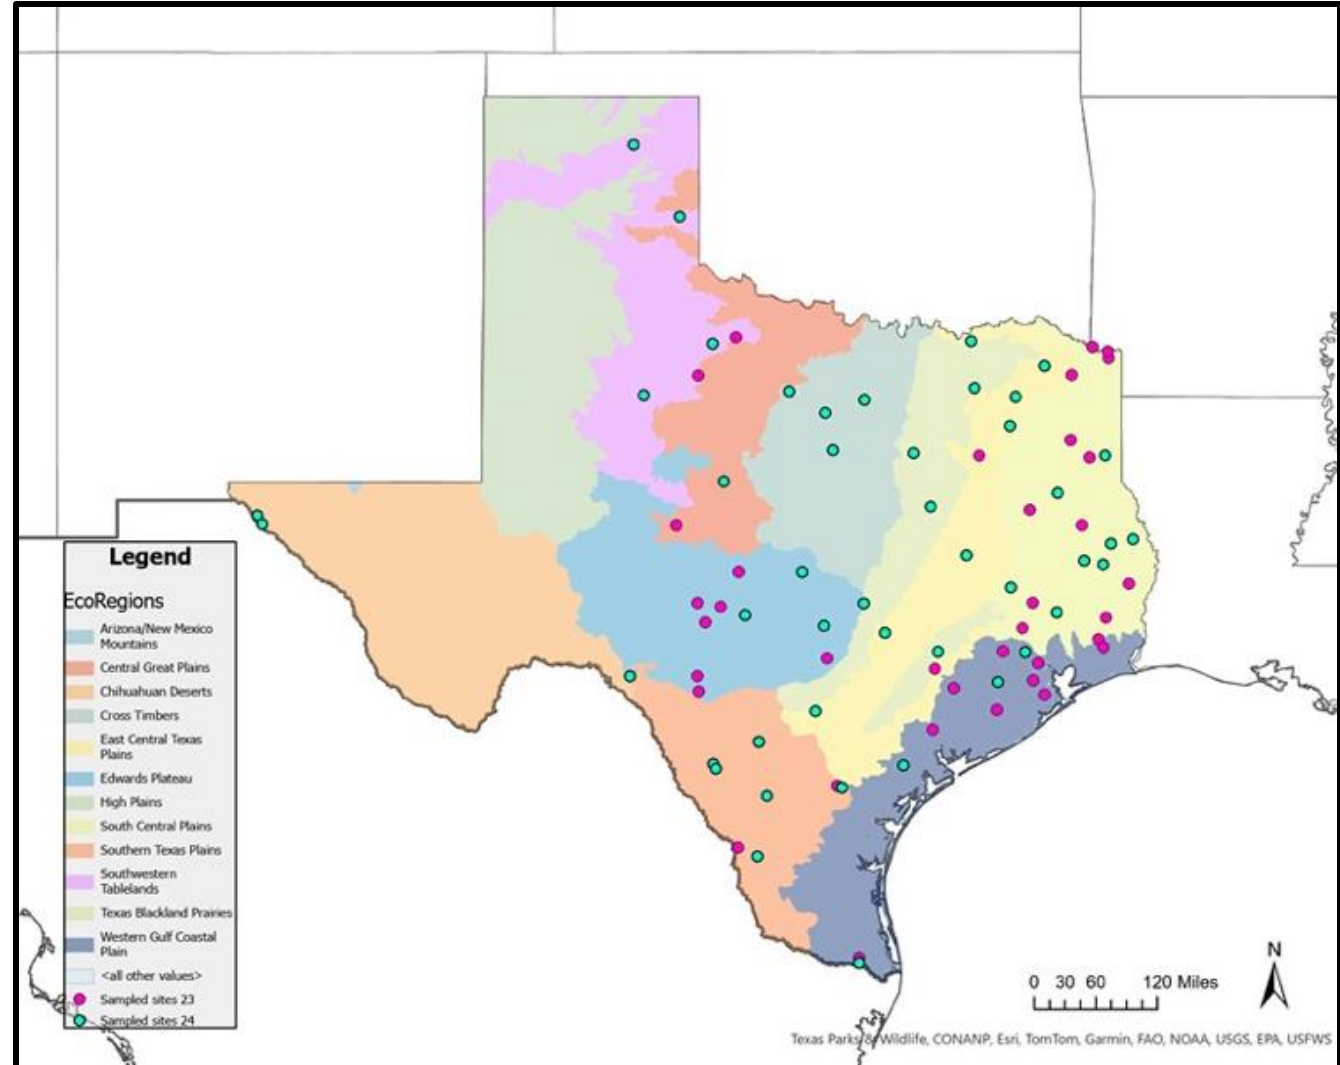 Legend
EcoRegions
Arizona/New Mexico
Mountains
Central Great Plains
Chihuahuan Deserts
Cross Timbers
East Central Texas
Plains
Edwards Plateau
High Plains
South Central Plains
Southern Texas Plains
Southwestern
Tablelands
Texas Blackland Prairies
Western Gulf Coastal
Plain
<all other values>
Sampled sites 23
Sampled sites 24
N
0 30 60 120 Miles
Texas Parks & Wildlife, CONANP, Esri, TomTom, Garmin, FAO, NOAA, USGS, EPA, USFWS